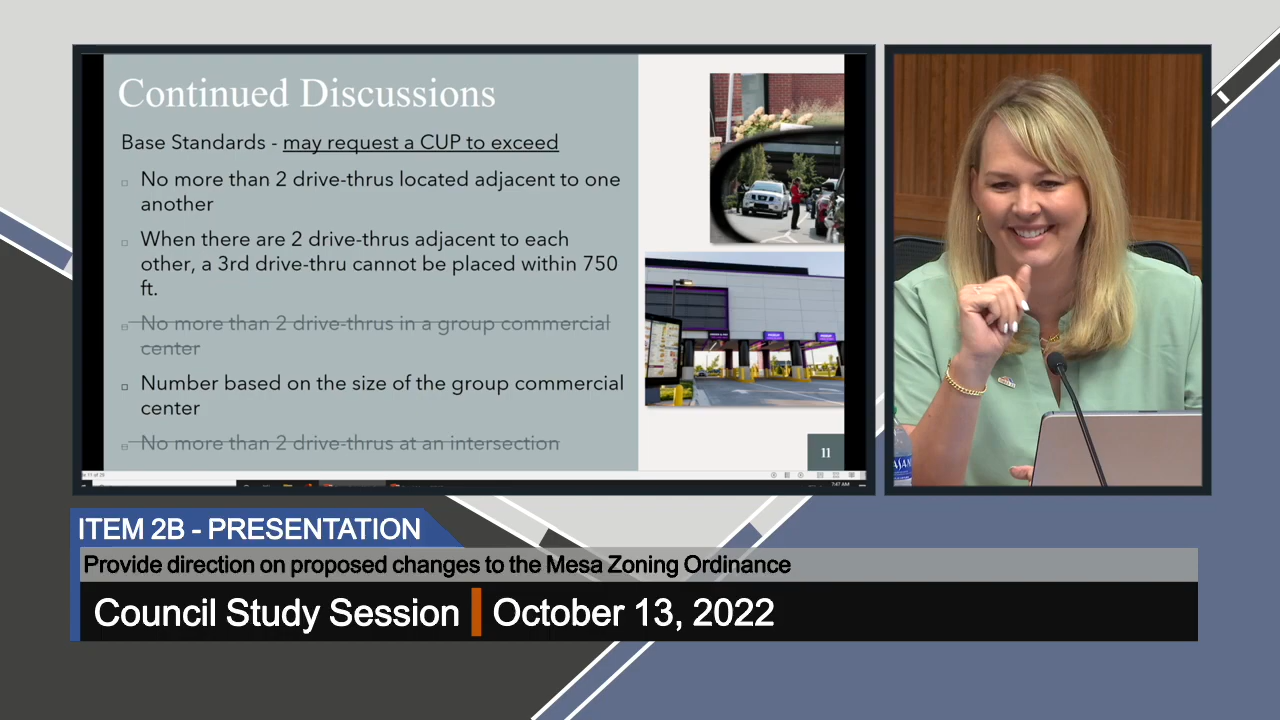 Continued Discussions
Base Standards - may request a CUP to exceed
No more than 2 drive-thrus located adjacent to one
another
When there are 2 drive-thrus adjacent to each
other, a 3rd drive-thru cannot be placed within 750
ft.
No more than 2 drive-thrus in a group commercial
center
Number based on the size of the group commercial
center
No more than 2 drive-thrus at an intersection
11
7:47 AM
ITEM 2B - PRESENTATION
Provide direction on proposed changes to the Mesa Zoning Ordinance
Council Study Session
October 13, 2022